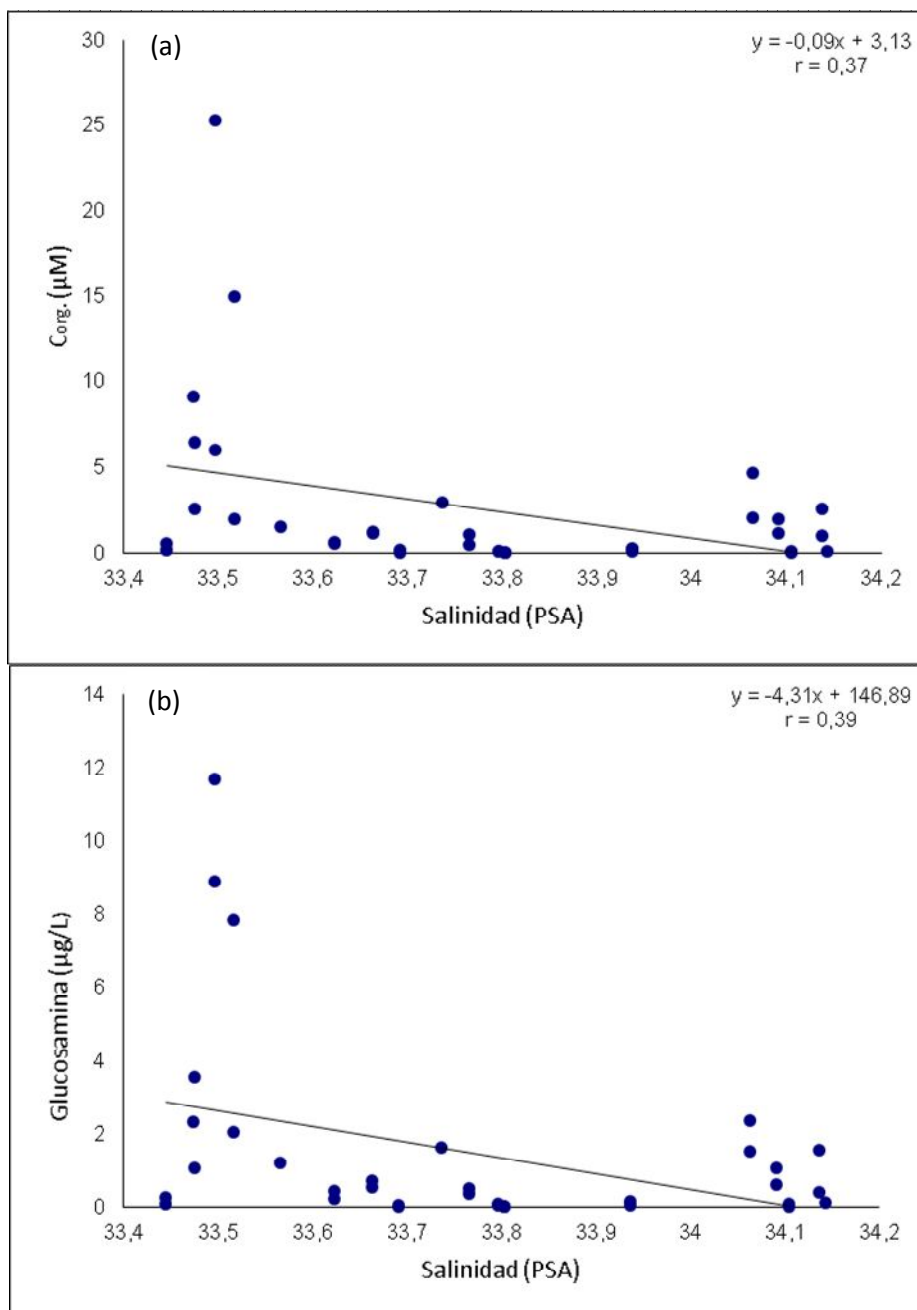 (a)
y = -0,09x + 3,13
r = 0,37
30
25
20
15
10
5
0
Corg. (µM)
33,4 33,5 33,6 33,7 33,8 33,9 34 34,1 34,2
Salinidad (PSA)
(b)
y = -4,31x + 146,89
r = 0,39
14
12
10
8
6
4
2
0
Glucosamina (µg/L)
33,4 33,5 33,6 33,7 33,8 33,9 34 34,1 34,2
Salinidad (PSA)